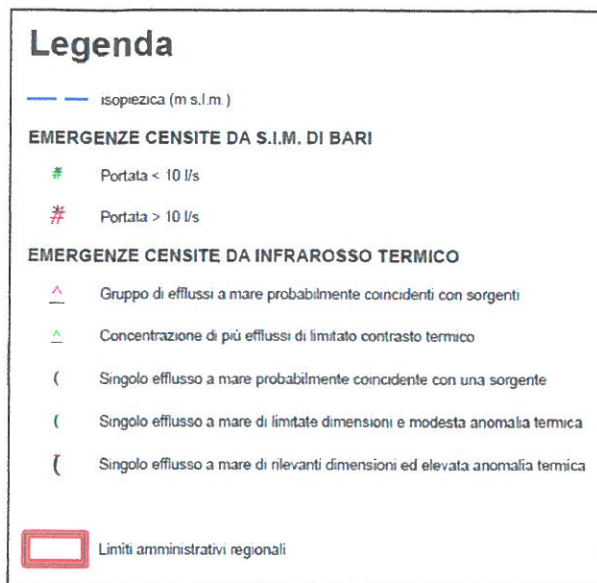 Legenda
isopiezica (m s.l.m.)
EMERGENZE CENSITE DA S.I.M. DI BARI
Portata < 10 l/s
Portata > 10 l/s
EMERGENZE CENSITE DA INFRAROSSO TERMICO
Gruppo di efflussi a mare probabilmente coincidenti con sorgenti
Concentrazione di più efflussi di limitato contrasto termico
Singolo efflusso a mare probabilmente coincidente con una sorgente
Singolo efflusso a mare di limitate dimensioni e modesta anomalia termica
Singolo efflusso a mare di rilevanti dimensioni ed elevata anomalia termica
Limiti amministrativi regionali